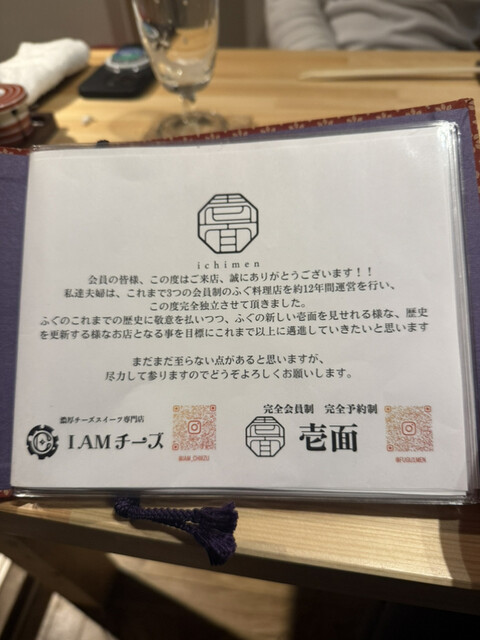 ichimen
会員の皆様、この度はご来店、誠にありがとうございます！！
私達夫婦は、これまで3つの会員制のふぐ料理店を約12年間運営を行い、
この度完全独立させて頂きました。
ふぐのこれまでの歴史に敬意を払いつつ、ふぐの新しい壱面を見せれる様な、歴史
を更新する様なお店となる事を目標にこれまで以上に邁進していきたいと思います
まだまだ至らない点があると思いますが、
尽力して参りますのでどうぞよろしくお願いします。
濃厚チーズスイーツ専門店
I AM チーズ
@IAM_CHIIZU
完全会員制　完全予約制
壱面
@FUGUICHIMEN